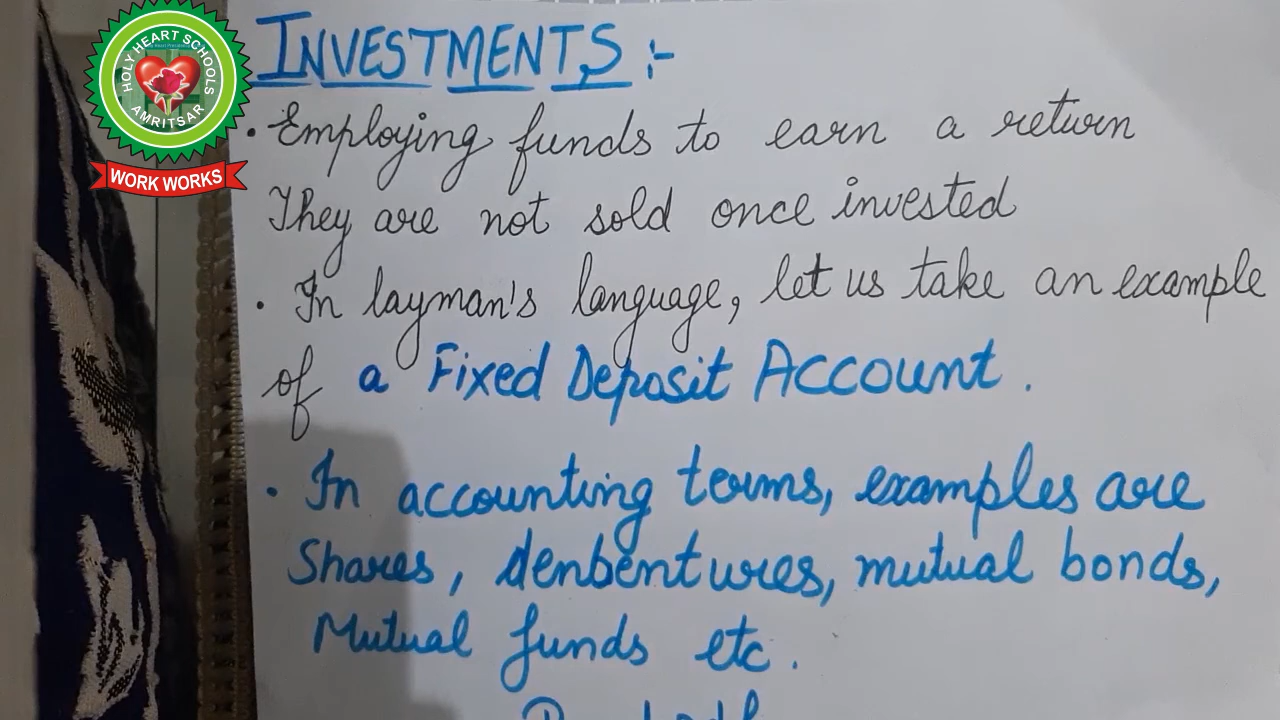 HOLY HEART SCHOOLS
AMRITSAR
WORK WORKS
INVESTMENTS :-
• Employing funds to earn a return
They are not sold once invested
• In layman's language, let us take an example
of a Fixed Deposit Account.
• In accounting terms, examples are
Shares, denbentures, mutual bonds,
Mutual funds etc.